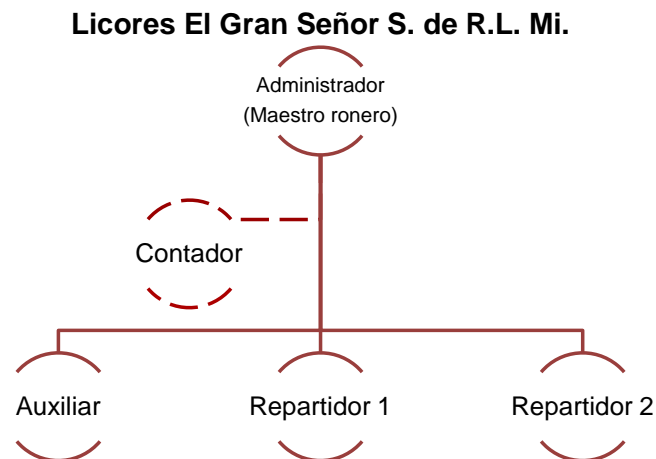 Licores El Gran Señor S. de R.L. Mi.
Administrador
(Maestro ronero)
Contador
Auxiliar
Repartidor 1
Repartidor 2